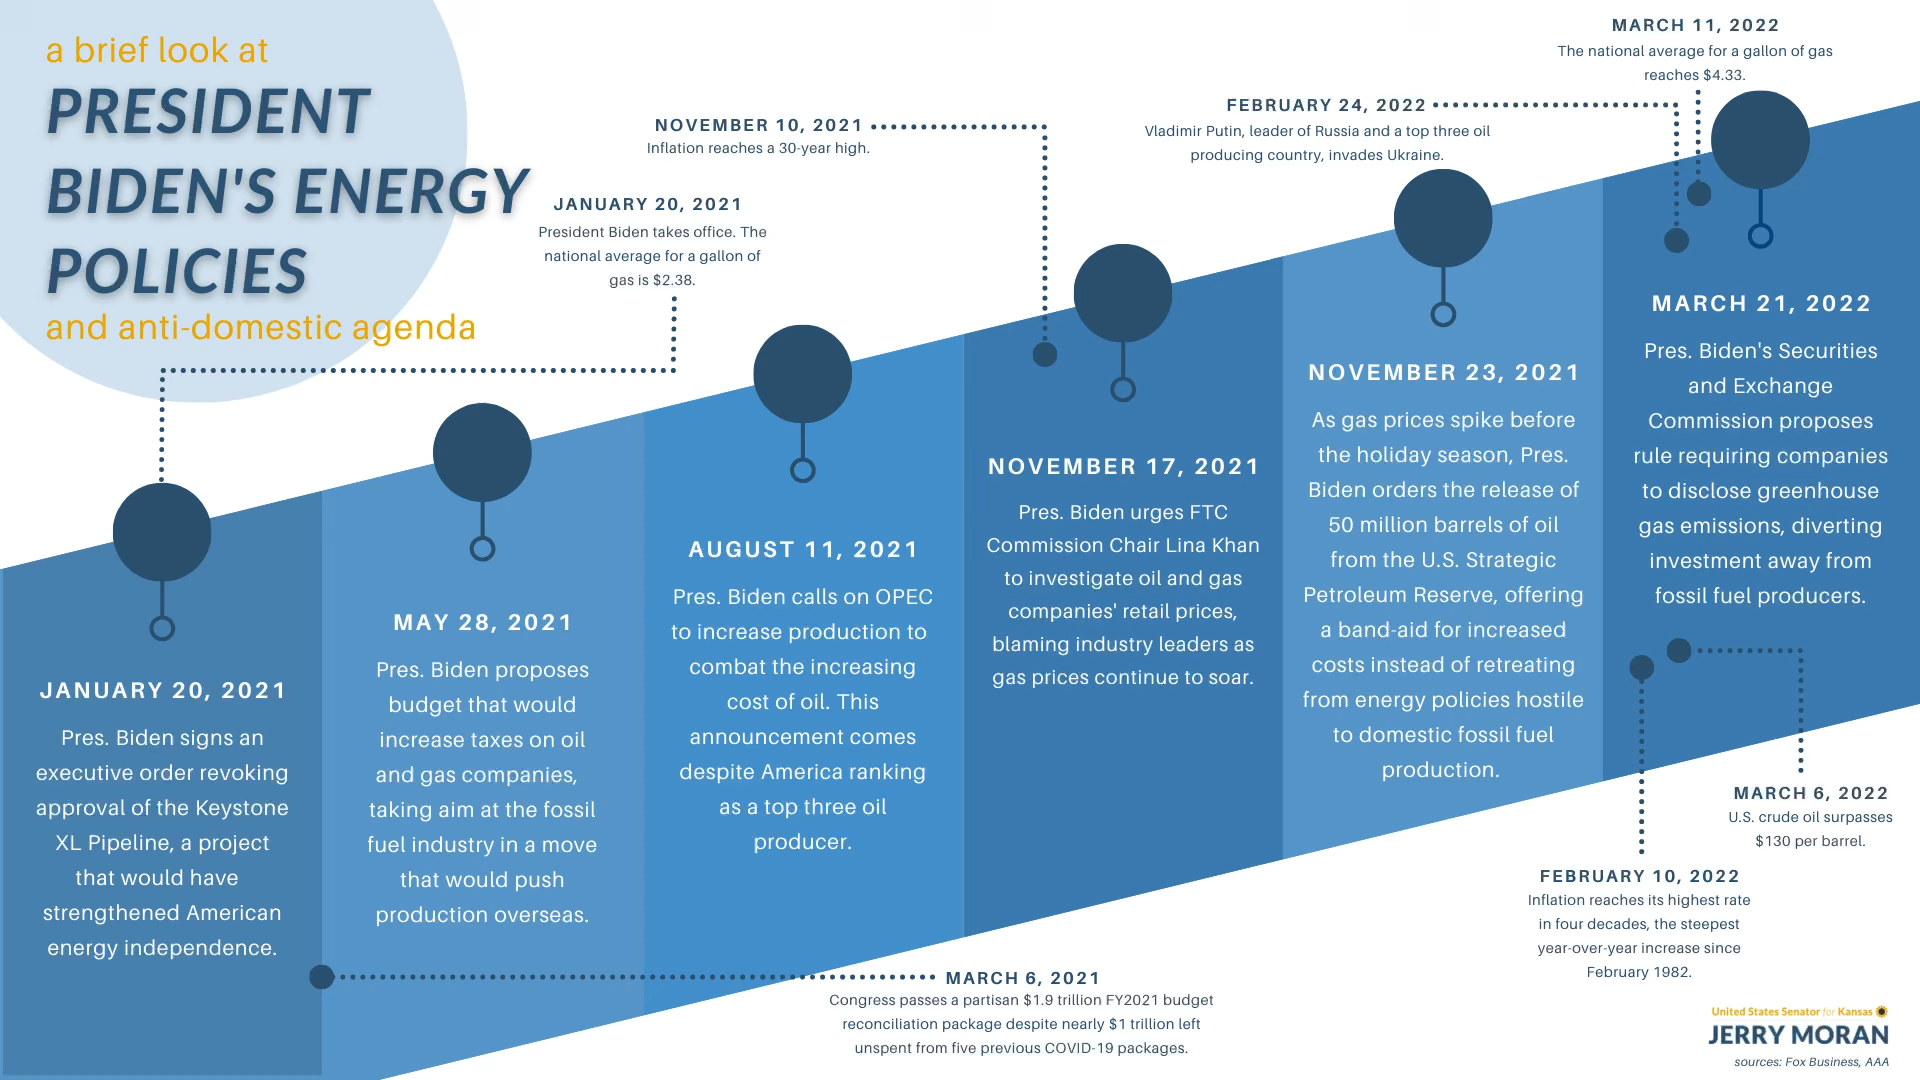 a brief look at
PRESIDENT
BIDEN'S ENERGY
POLICIES
and anti-domestic agenda
JANUARY 20, 2021
President Biden takes office. The
national average for a gallon of
gas is $2.38.
NOVEMBER 10, 2021
Inflation reaches a 30-year high.
FEBRUARY 24, 2022
Vladimir Putin, leader of Russia and a top three oil
producing country, invades Ukraine.
MARCH 11, 2022
The national average for a gallon of gas
reaches $4.33.
JANUARY 20, 2021
Pres. Biden signs an
executive order revoking
approval of the Keystone
XL Pipeline, a project
that would have
strengthened American
energy independence.
MAY 28, 2021
Pres. Biden proposes
budget that would
increase taxes on oil
and gas companies,
taking aim at the fossil
fuel industry in a move
that would push
production overseas.
AUGUST 11, 2021
Pres. Biden calls on OPEC
to increase production to
combat the increasing
cost of oil. This
announcement comes
despite America ranking
as a top three oil
producer.
NOVEMBER 17, 2021
Pres. Biden urges FTC
Commission Chair Lina Khan
to investigate oil and gas
companies' retail prices,
blaming industry leaders as
gas prices continue to soar.
NOVEMBER 23, 2021
As gas prices spike before
the holiday season, Pres.
Biden orders the release of
50 million barrels of oil
from the U.S. Strategic
Petroleum Reserve, offering
a band-aid for increased
costs instead of retreating
from energy policies hostile
to domestic fossil fuel
production.
MARCH 21, 2022
Pres. Biden's Securities
and Exchange
Commission proposes
rule requiring companies
to disclose greenhouse
gas emissions, diverting
investment away from
fossil fuel producers.
MARCH 6, 2021
Congress passes a partisan $1.9 trillion FY2021 budget
reconciliation package despite nearly $1 trillion left
unspent from five previous COVID-19 packages.
MARCH 6, 2022
U.S. crude oil surpasses
$130 per barrel.
FEBRUARY 10, 2022
Inflation reaches its highest rate
in four decades, the steepest
year-over-year increase since
February 1982.
United States Senator for Kansas
JERRY MORAN
sources: Fox Business, AAA